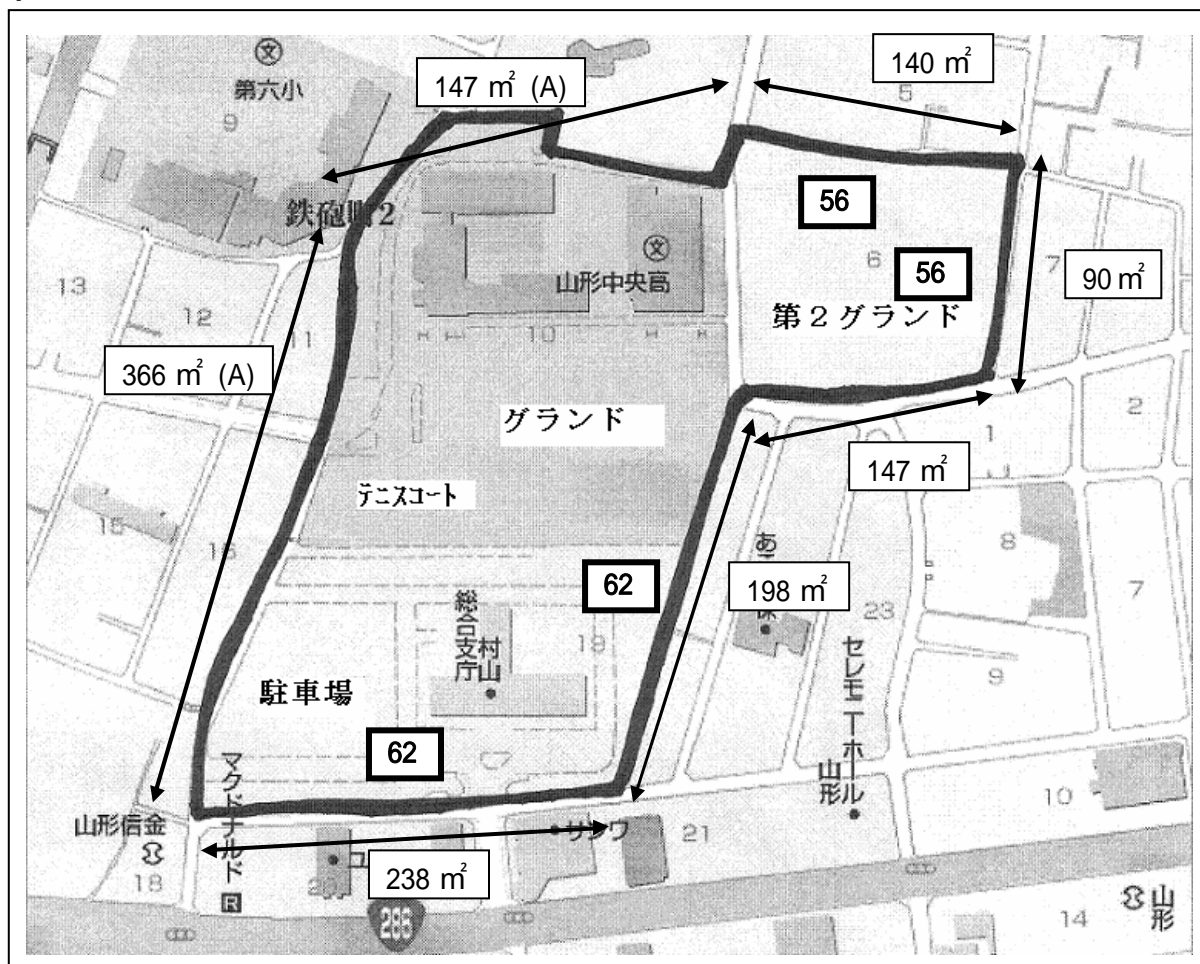 147 ㎡ (A)
140 ㎡
第六小
9
5
鉄砲町2
56
56
6
7
90 ㎡
山形中央高
第２グランド
13
12
11
10
366 ㎡ (A)
グランド
2
1
147 ㎡
テニスコート
15
16
8
7
62
198 ㎡
23
総合支庁
村山
19
9
駐車場
セレモニーホール
山形
62
マクドナルド
10
山形信金
サンワ
21
18
R
20
238 ㎡
286
14
山形